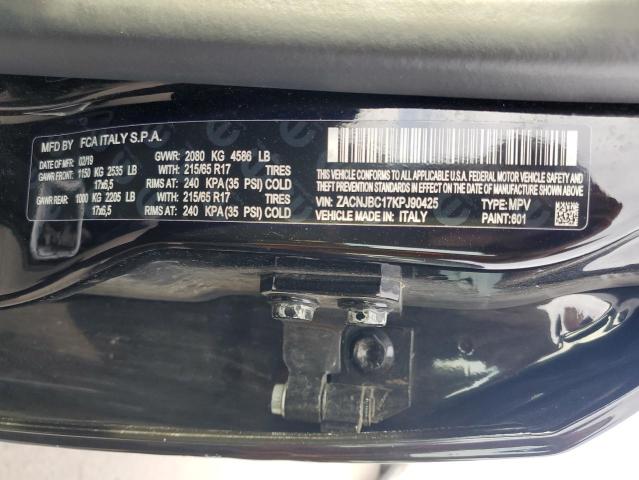 MFD BY FCA ITALY S.P.A.
DATE OF MFR: 02/19 GVWR: 2080 KG 4586 LB
GAWR FRONT: 1150 KG 2535 LB WITH: 215/65 R17 TIRES
17x6,5 RIMS AT: 240 KPA (35 PSI) COLD
GAWR REAR: 1000 KG 2205 LB WITH: 215/65 R17 TIRES
17x6,5 RIMS AT: 240 KPA (35 PSI) COLD
THIS VEHICLE CONFORMS TO ALL APPLICABLE
FEDERAL MOTOR VEHICLE SAFETY, BUMPER AND
THEFT PREVENTION STANDARDS IN EFFECT ON
THE DATE OF MANUFACTURE SHOWN ABOVE.
VIN: ZACNJBC17KPJ90425 TYPE: MPV
VEHICLE MADE IN: ITALY PAINT: 601